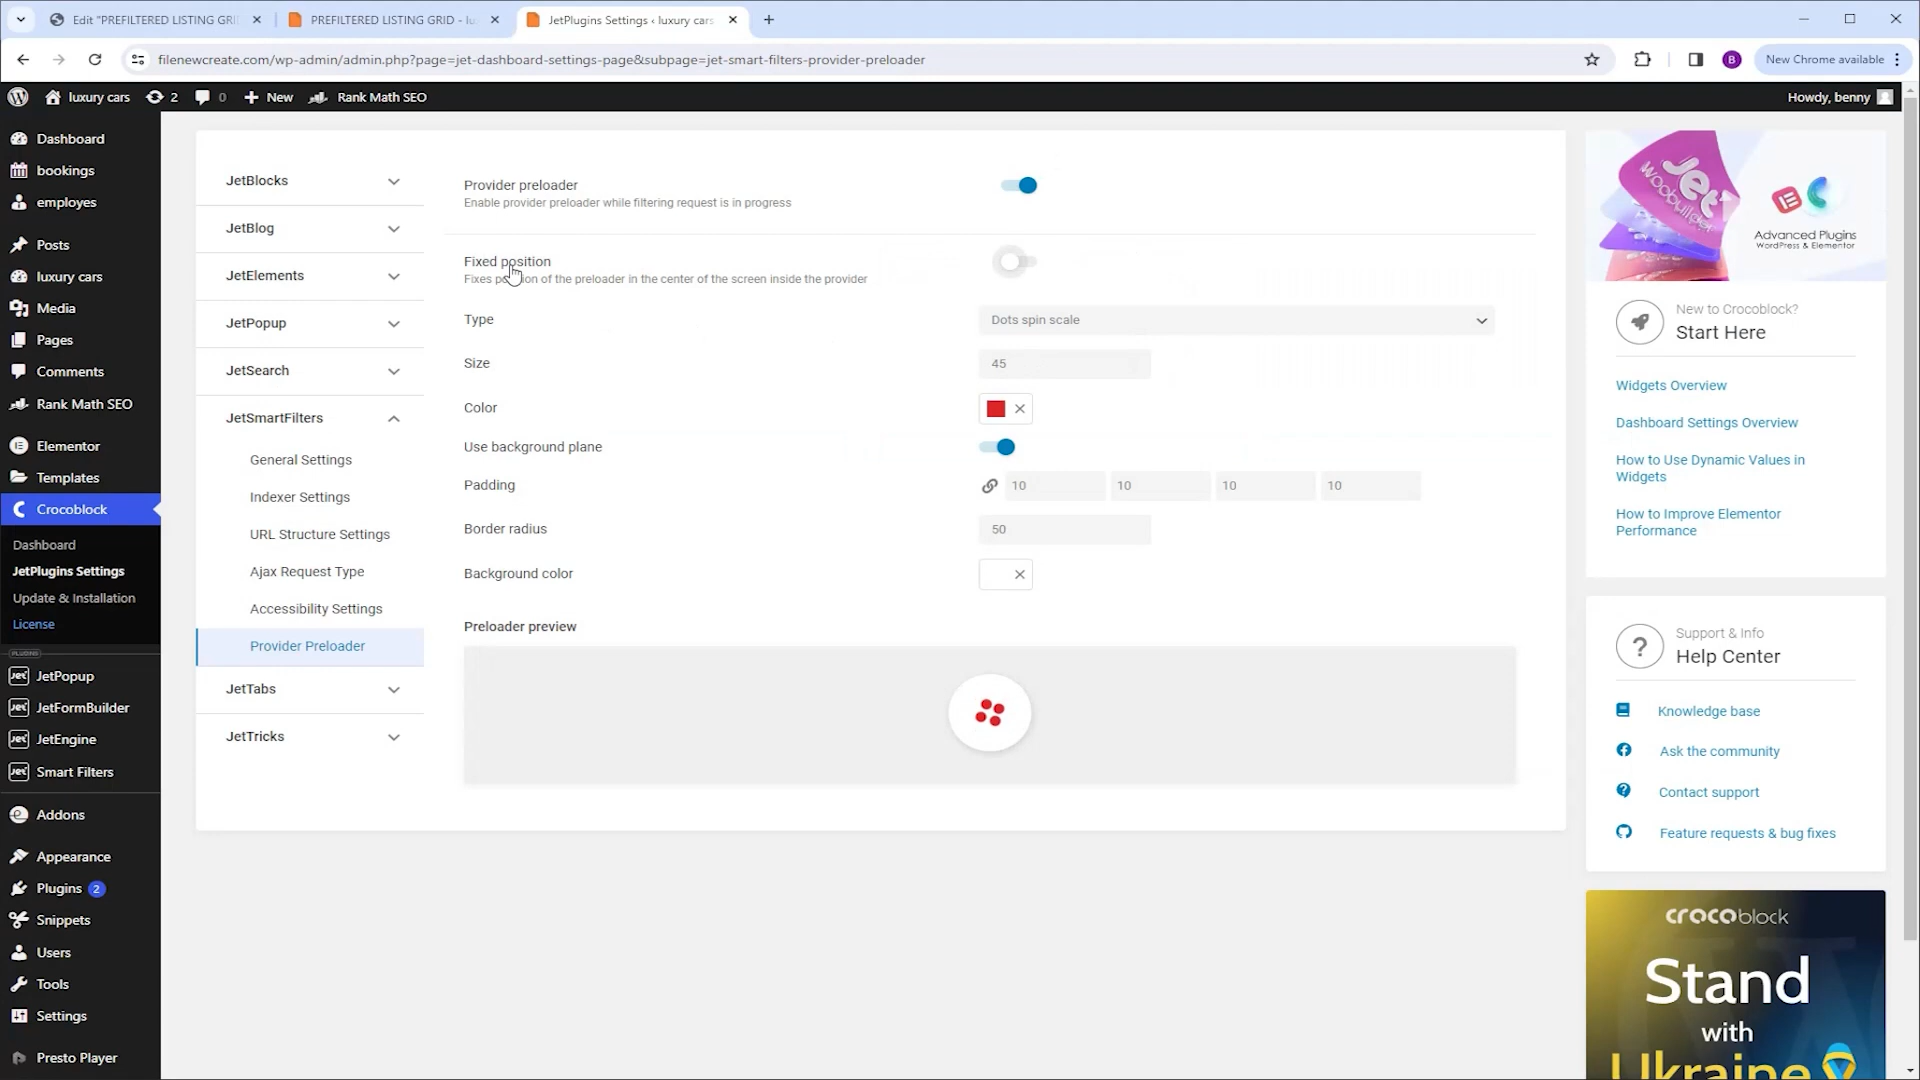 Edit "PREFILTERED LISTING GRI
PREFILTERED LISTING GRID - lu
JetPlugins Settings ‹ luxury cars
filenewcreate.com/wp-admin/admin.php?page=jet-dashboard-settings-page&subpage=jet-smart-filters-provider-preloader
B
New Chrome available
luxury cars
2
0
New
Rank Math SEO
Howdy, benny
Dashboard
bookings
employes
Posts
luxury cars
Media
Pages
Comments
Rank Math SEO
Elementor
Templates
Crocoblock
Dashboard
JetPlugins Settings
Update & Installation
License
PLUGINS
JetPopup
JetFormBuilder
JetEngine
Smart Filters
Addons
Appearance
Plugins 2
Snippets
Users
Tools
Settings
Presto Player
JetBlocks
JetBlog
JetElements
JetPopup
JetSearch
JetSmartFilters
General Settings
Indexer Settings
URL Structure Settings
Ajax Request Type
Accessibility Settings
Provider Preloader
JetTabs
JetTricks
Provider preloader
Enable provider preloader while filtering request is in progress
Fixed position
Fixes position of the preloader in the center of the screen inside the provider
Type
Dots spin scale
Size
45
Color
Use background plane
Padding
10
10
10
10
Border radius
50
Background color
Preloader preview
Jet
woobuilder
Advanced Plugins
WordPress & Elementor
New to Crocoblock?
Start Here
Widgets Overview
Dashboard Settings Overview
How to Use Dynamic Values in
Widgets
How to Improve Elementor
Performance
Support & Info
Help Center
Knowledge base
Ask the community
Contact support
Feature requests & bug fixes
crocoblock
Stand
with
Ukraine